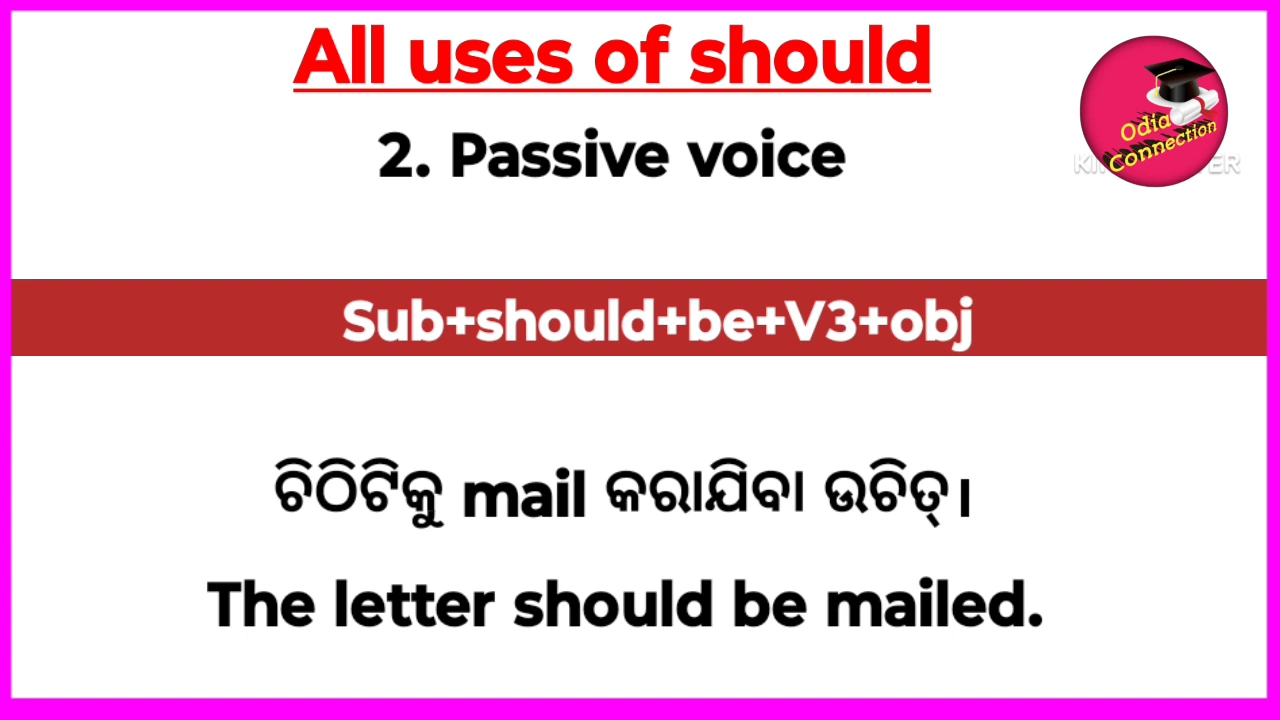 All uses of should
Odia
Connection
2. Passive voice
Sub+should+be+V3+obj
ଚିଠିଟିକୁ mail କରାଯିବା ଉଚିତ୍।
The letter should be mailed.